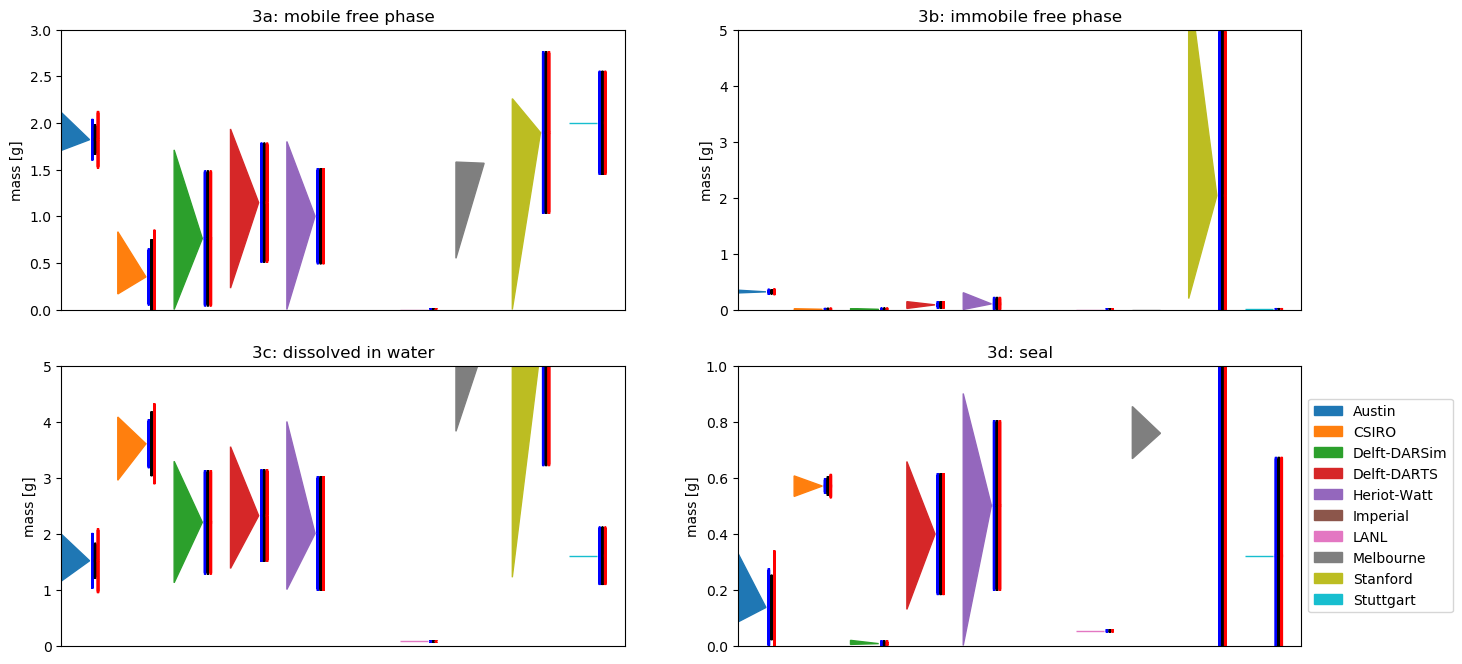 3a: mobile free phase
3.0
2.5
2.0
1.5
1.0
0.5
0.0
mass [g]
3b: immobile free phase
5
4
3
2
1
0
mass [g]
3c: dissolved in water
5
4
3
2
1
0
mass [g]
3d: seal
1.0
0.8
0.6
0.4
0.2
0.0
mass [g]
Austin
CSIRO
Delft-DARSim
Delft-DARTS
Heriot-Watt
Imperial
LANL
Melbourne
Stanford
Stuttgart